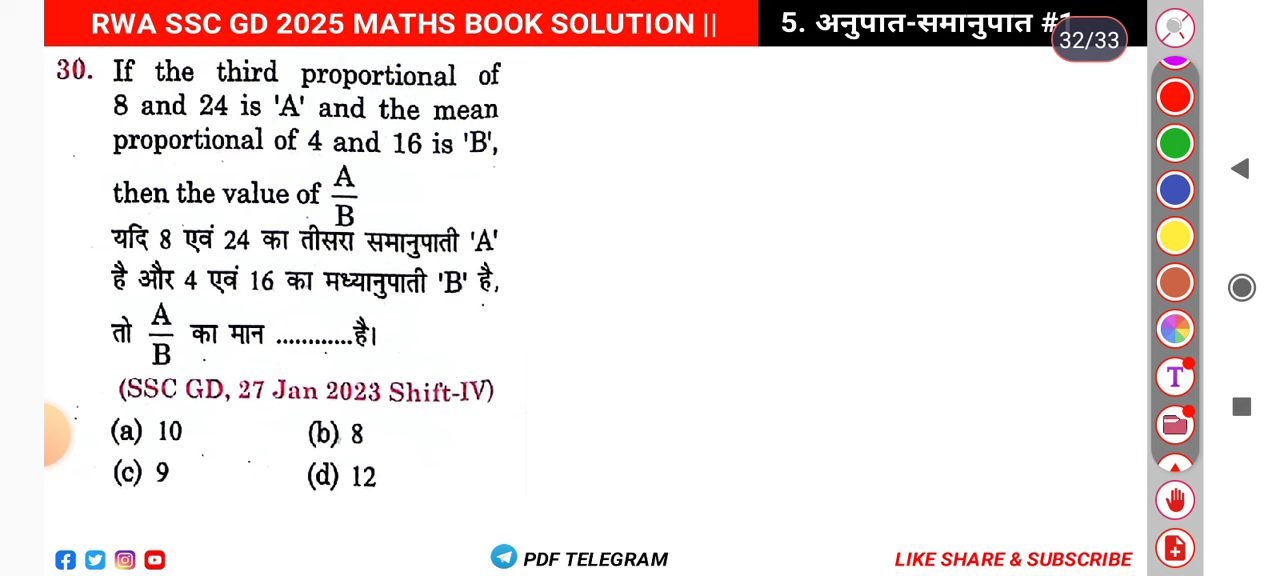 RWA SSC GD 2025 MATHS BOOK SOLUTION ||
5. अनुपात-समानुपात #1
32/33
30. If the third proportional of
8 and 24 is 'A' and the mean
proportional of 4 and 16 is 'B',
then the value of A/B
यदि 8 एवं 24 का तीसरा समानुपाती 'A'
है और 4 एवं 16 का मध्यानुपाती 'B' है,
तो A/B का मान ............है।
(SSC GD, 27 Jan 2023 Shift-IV)
(a) 10 (b) 8
(c) 9 (d) 12
T
PDF TELEGRAM
LIKE SHARE & SUBSCRIBE